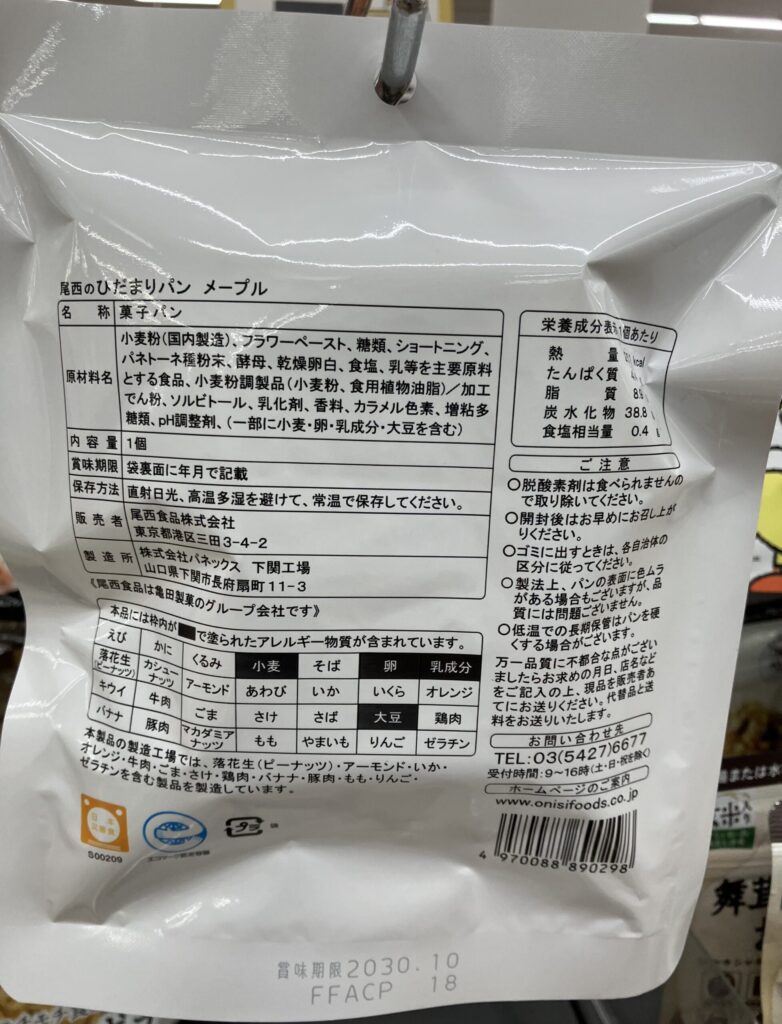 尾西のひだまりパン メープル
名称 菓子パン
原材料名
小麦粉(国内製造)、フラワーペースト、糖類、ショートニング、
パネトーネ種粉末、酵母、乾燥卵白、食塩、乳等を主要原料
とする食品、小麦粉調製品(小麦粉、食用植物油脂)/加工
でん粉、ソルビトール、乳化剤、香料、カラメル色素、増粘多
糖類、pH調整剤、(一部に小麦・卵・乳成分・大豆を含む)
内容量 1個
賞味期限 袋裏面に年月で記載
保存方法 直射日光、高温多湿を避けて、常温で保存してください。
販売者 尾西食品株式会社
東京都港区三田3-4-2
製造所 株式会社パネックス 下関工場
山口県下関市長府扇町11-3
《尾西食品は亀田製菓のグループ会社です》
本品には枠内が■で塗られたアレルギー物質が含まれています。
えび かに くるみ 小麦 そば 卵 乳成分
落花生(ピーナッツ) カシューナッツ アーモンド あわび いか いくら オレンジ
キウイ 牛肉 ごま さけ さば 大豆 鶏肉
バナナ 豚肉 マカダミアナッツ もも やまいも りんご ゼラチン
本製品の製造工場では、落花生(ピーナッツ)・アーモンド・いか・
オレンジ・牛肉・ごま・さけ・鶏肉・バナナ・豚肉・もも・りんご・
ゼラチンを含む製品を製造しています。
S00209
栄養成分表 個あたり
熱量 kcal
たんぱく質
脂質
炭水化物 38.8
食塩相当量 0.4 g
ご注意
○脱酸素剤は食べられませんの
で取り除いてください。
○開封後はお早めにお召し上が
りください。
○ゴミに出すときは、各自治体の
区分に従ってください。
○製法上、パンの表面に色ムラ
がある場合もございますが、品
質には問題ございません。
○低温での長期保管はパンを硬
くする場合がございます。
万一品質に不都合な点がござい
ましたらお求めの月日、店名など
をご記入の上、現品を販売者あ
てにお送りください。代替品と送
料をお送りいたします。
お問い合わせ先
TEL:03(5427)6677
受付時間:9~16時(土・日・祝を除く)
ホームページのご案内
www.onisifoods.co.jp
4 970088 890298
賞味期限 2030.10
FFACP 18